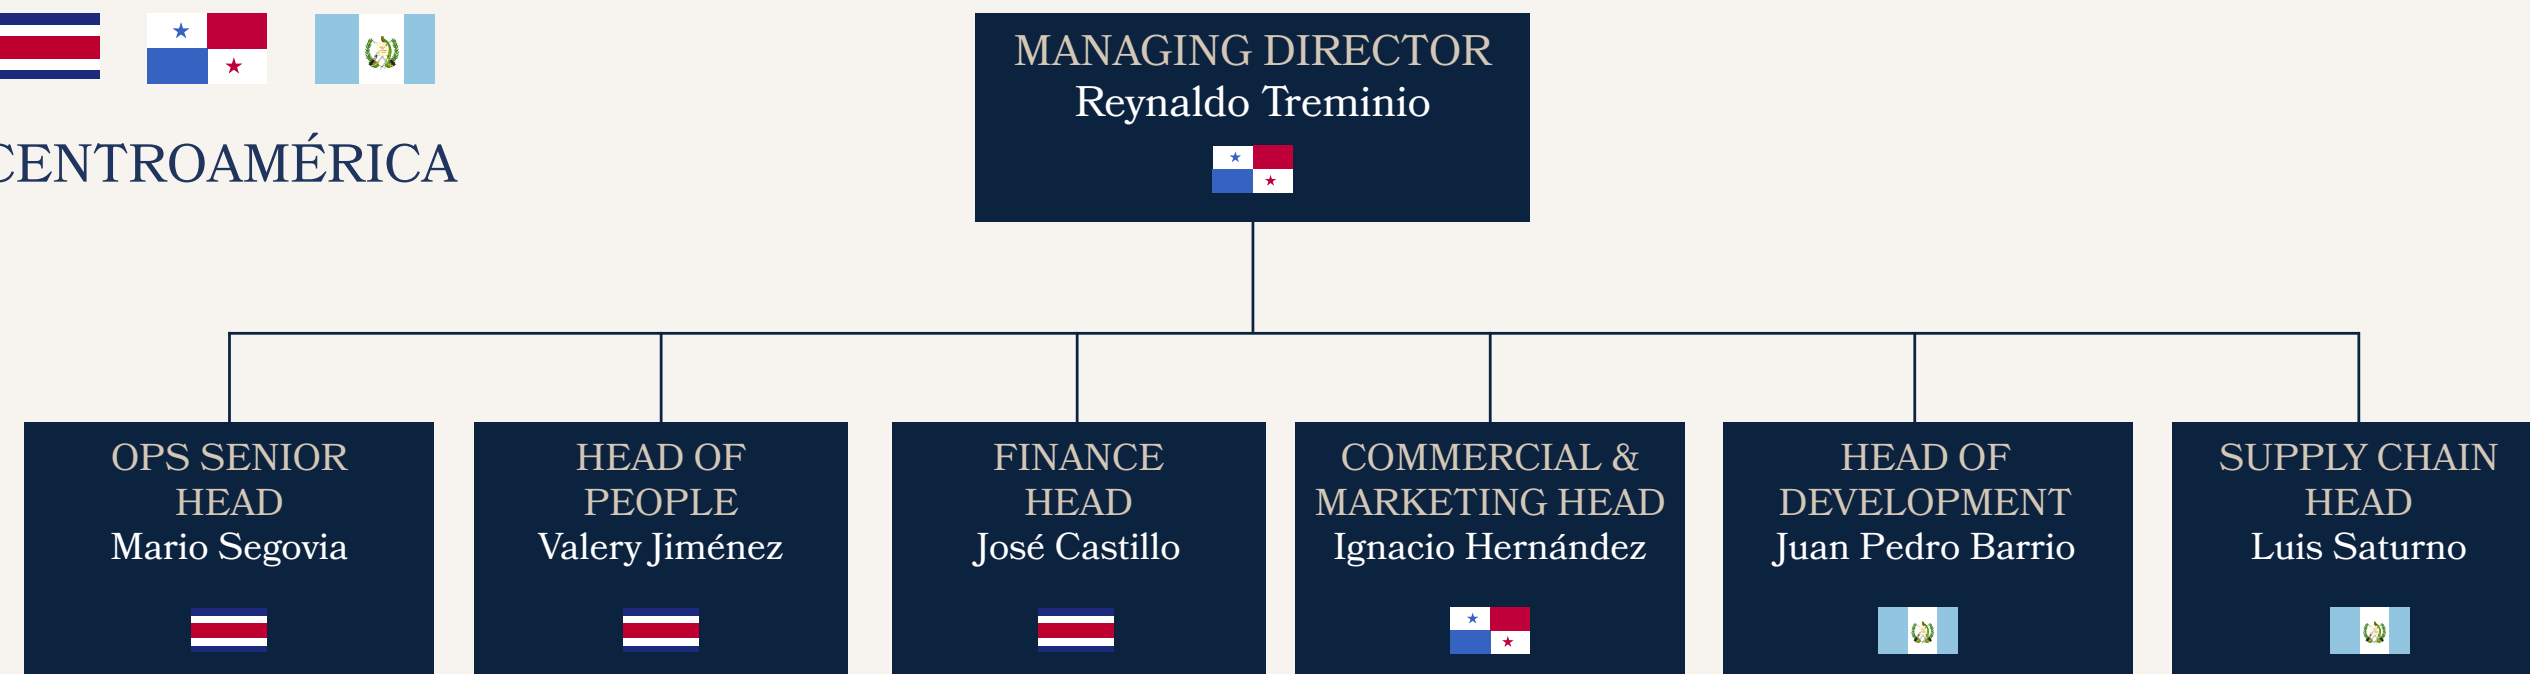 CENTROAMÉRICA
MANAGING DIRECTOR
Reynaldo Treminio
OPS SENIOR
HEAD
Mario Segovia
HEAD OF
PEOPLE
Valery Jiménez
FINANCE
HEAD
José Castillo
COMMERCIAL &
MARKETING HEAD
Ignacio Hernández
HEAD OF
DEVELOPMENT
Juan Pedro Barrio
SUPPLY CHAIN
HEAD
Luis Saturno